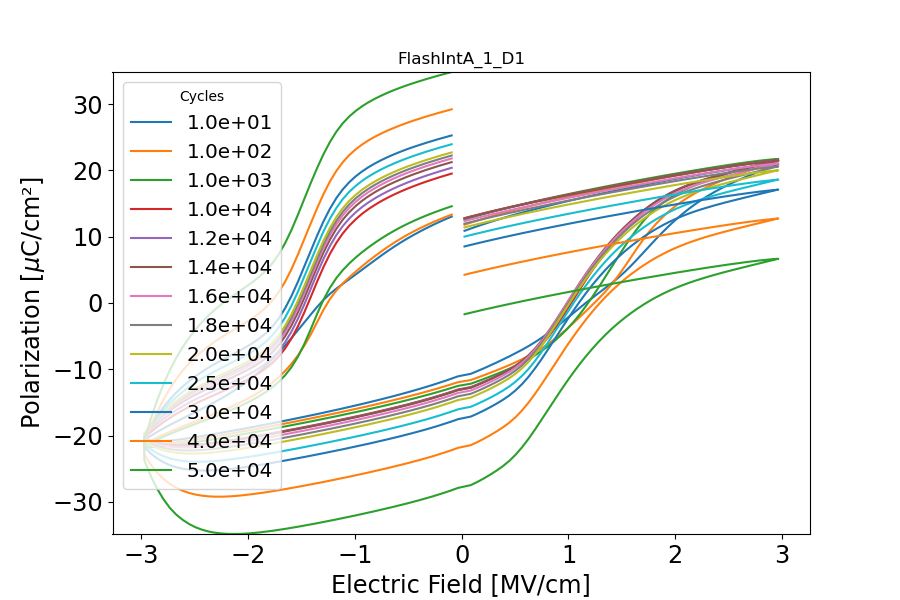 FlashIntA_1_D1
Polarization [μC/cm²]
30
20
10
0
−10
−20
−30
Cycles
1.0e+01
1.0e+02
1.0e+03
1.0e+04
1.2e+04
1.4e+04
1.6e+04
1.8e+04
2.0e+04
2.5e+04
3.0e+04
4.0e+04
5.0e+04
−3
−2
−1
0
1
2
3
Electric Field [MV/cm]